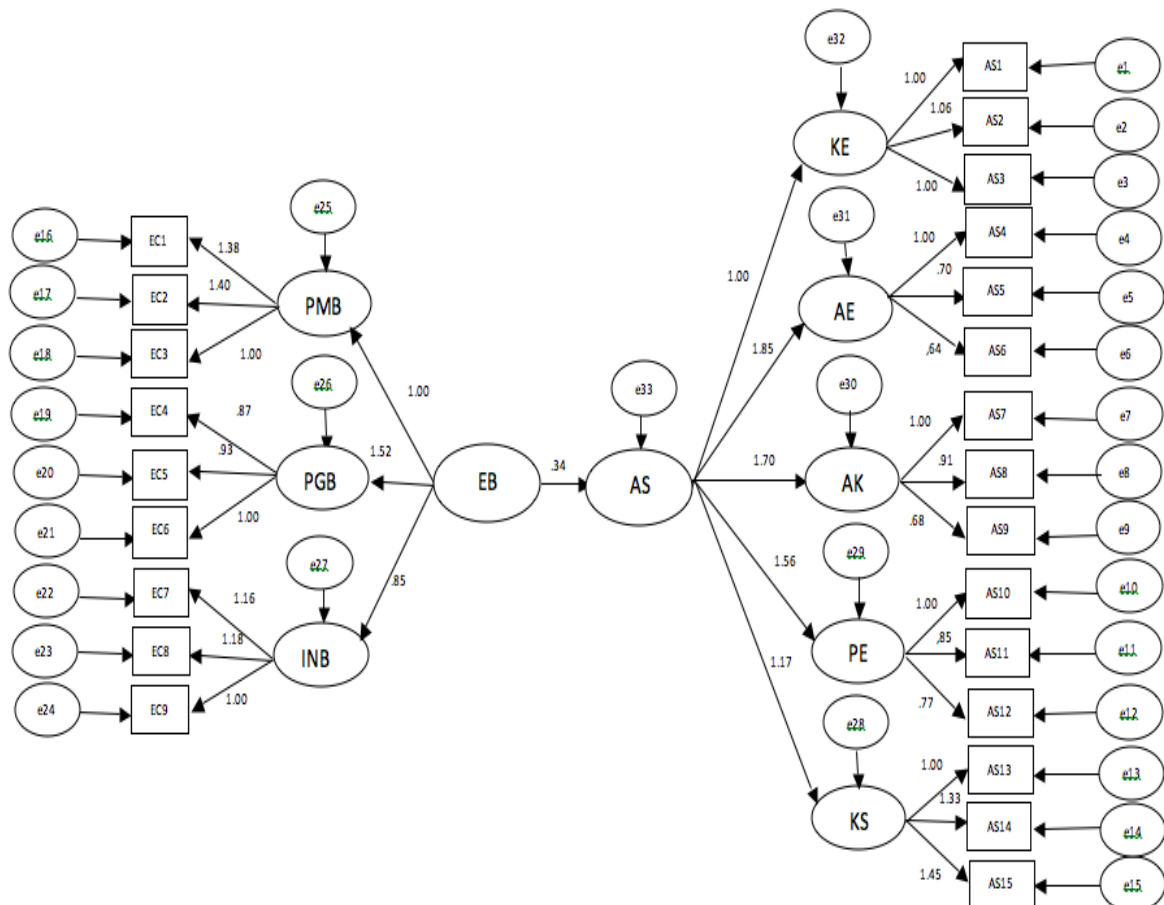 e32
AS1
e1
1.00
1.06
AS2
e2
KE
1.00
AS3
e3
e31
AS4
e4
1.00
.70
AS5
e5
AE
,64
AS6
e6
1.00
1.85
e30
AS7
e7
1.00
.91
AS8
e8
AK
.68
AS9
e9
1.70
e29
AS10
e10
1.00
,85
AS11
e11
PE
.77
AS12
e12
1.56
e28
AS13
e13
1.00
1.33
AS14
e14
KS
1.45
AS15
e15
1.17
e33
AS
.34
EB
e25
e16
EC1
1.38
e17
EC2
1.40
PMB
e18
EC3
1.00
1.00
e26
e19
EC4
.87
e20
EC5
.93
PGB
1.52
e21
EC6
1.00
e27
e22
EC7
1.16
.85
e23
EC8
1.18
INB
e24
EC9
1.00